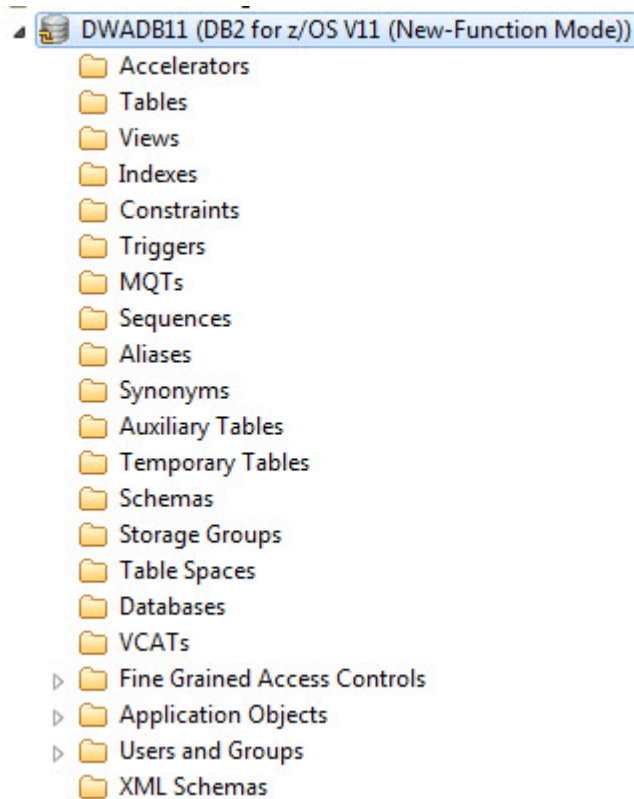 DWADB11 (DB2 for z/OS V11 (New-Function Mode))
Accelerators
Tables
Views
Indexes
Constraints
Triggers
MQTs
Sequences
Aliases
Synonyms
Auxiliary Tables
Temporary Tables
Schemas
Storage Groups
Table Spaces
Databases
VCATs
Fine Grained Access Controls
Application Objects
Users and Groups
XML Schemas